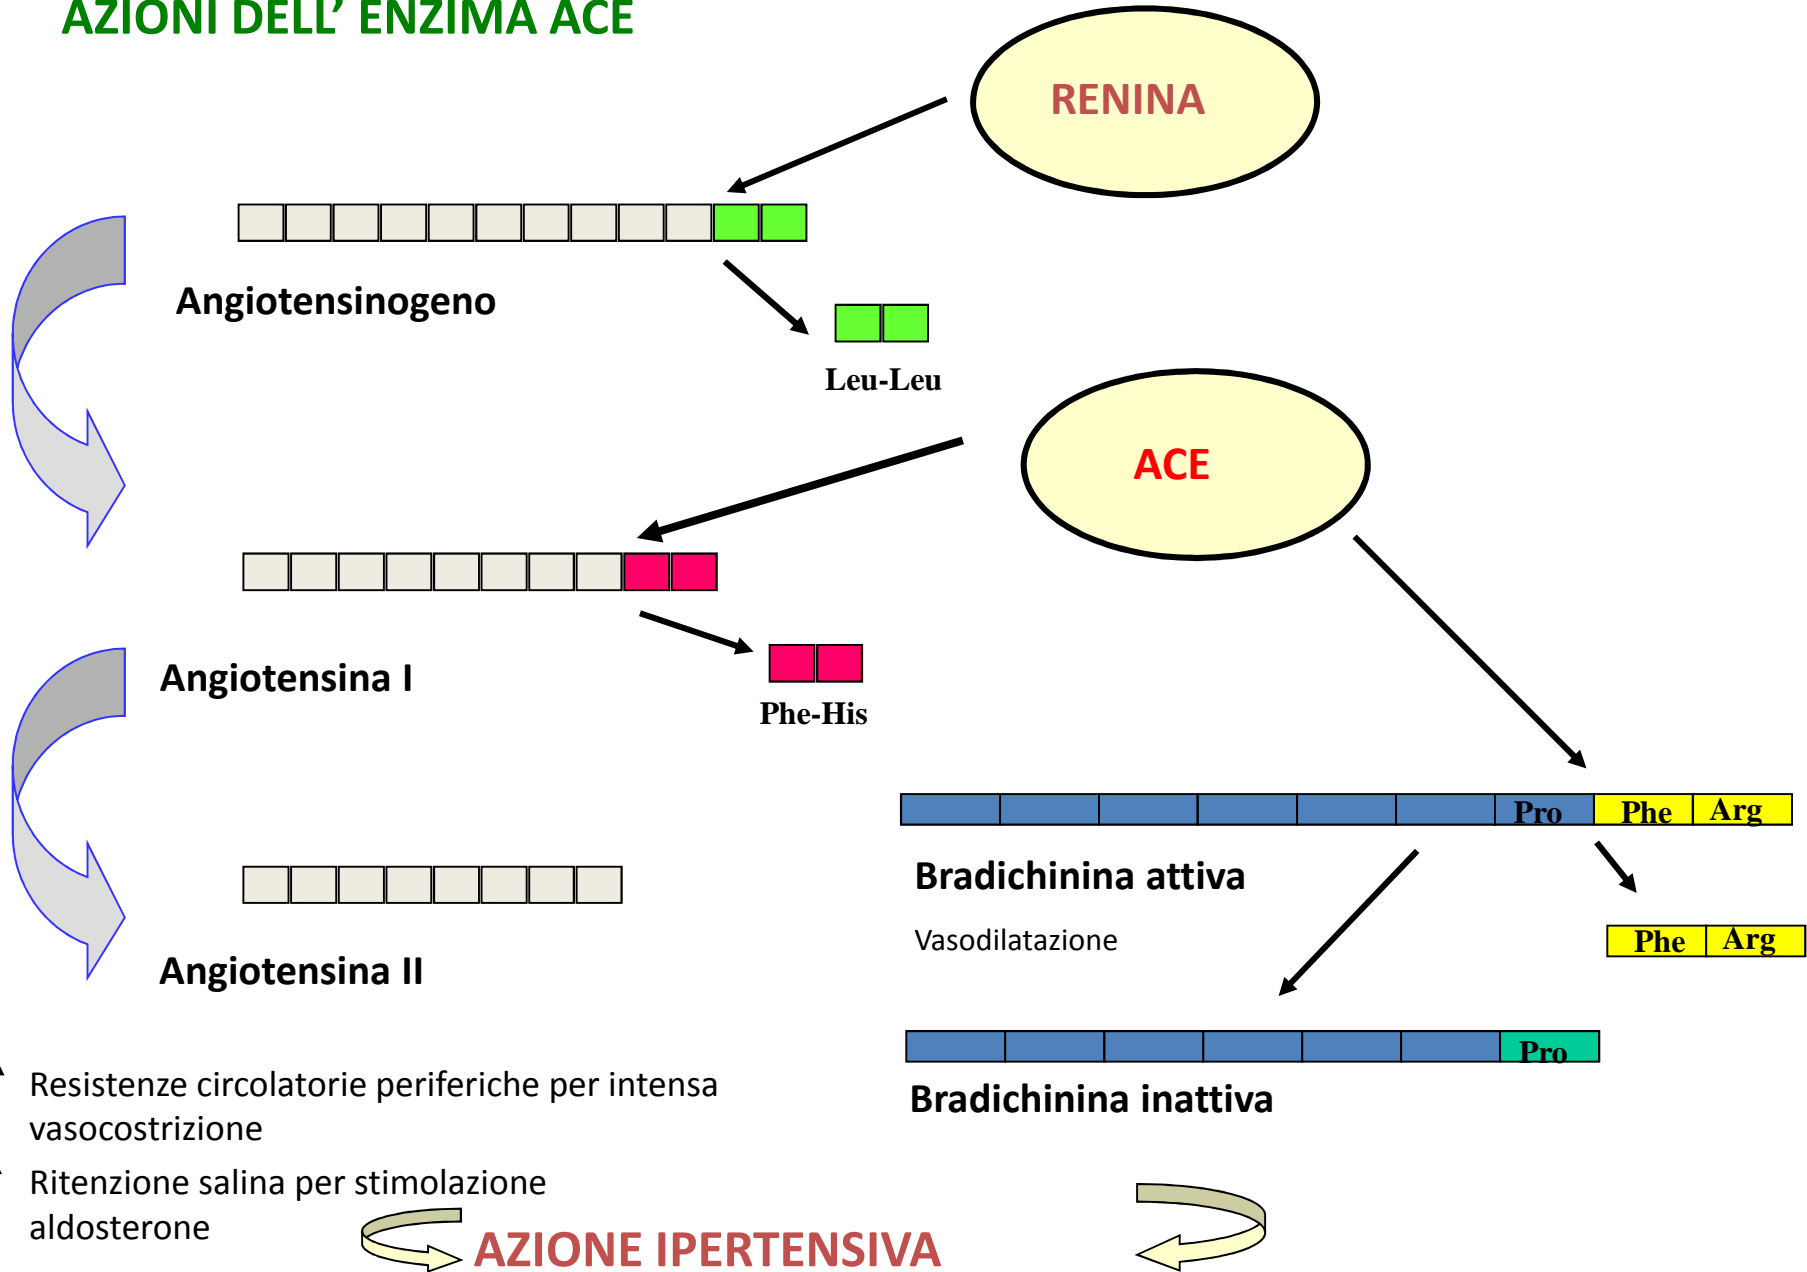 AZIONI DELL’ ENZIMA ACE
RENINA
Angiotensinogeno
Leu-Leu
ACE
Angiotensina I
Phe-His
Pro Phe Arg
Bradichinina attiva
Vasodilatazione
Phe Arg
Angiotensina II
Pro
Bradichinina inattiva
Resistenze circolatorie periferiche per intensa
vasocostrizione
Ritenzione salina per stimolazione
aldosterone
AZIONE IPERTENSIVA